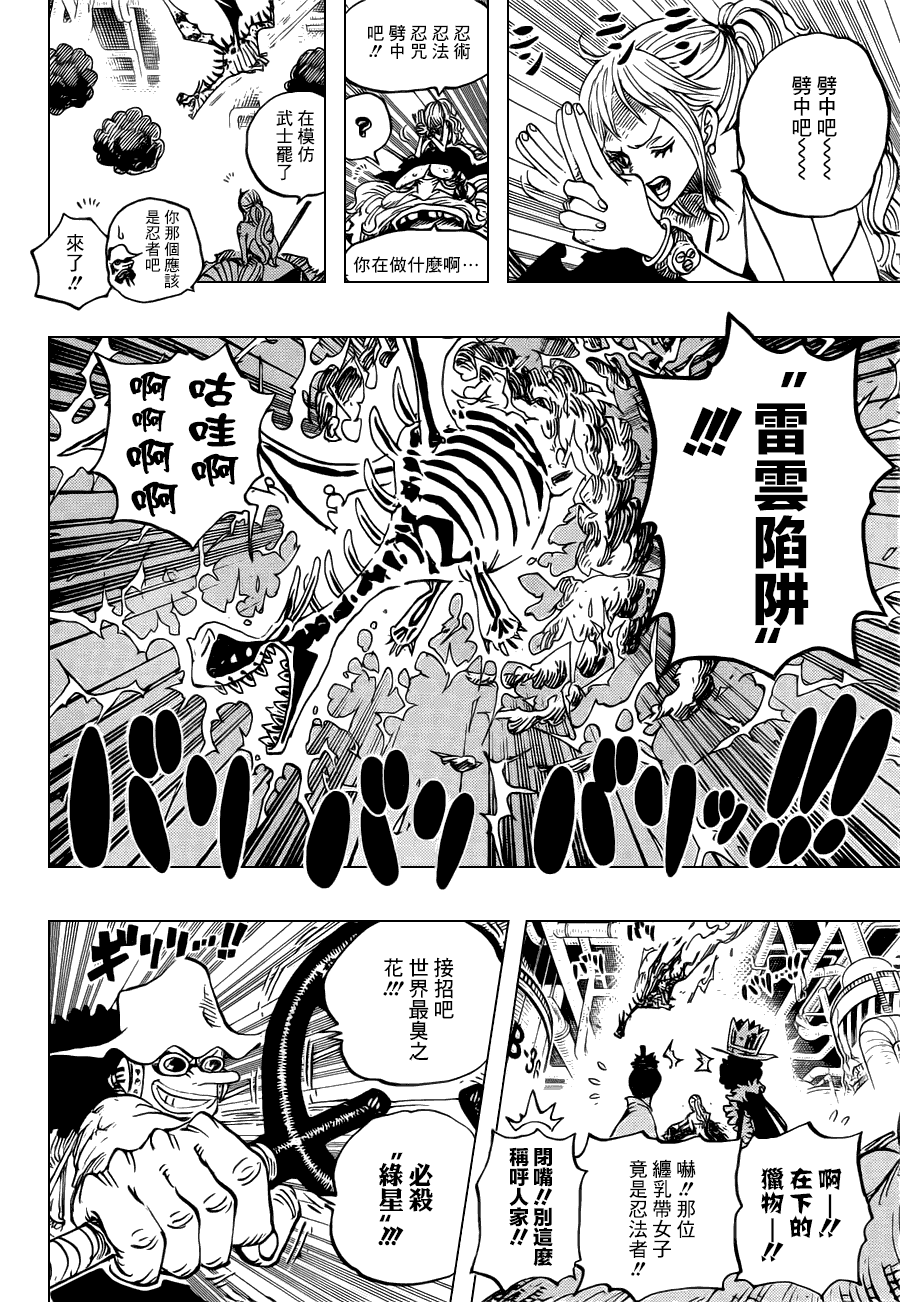 劈中吧～～～～
劈中吧～～～～
忍術
忍法
忍咒
劈中
吧!!
?
你在做什麼啊…
在模仿
武士罷了
你那個應該
是忍者吧
來了!!
“雷雲陷阱”
!!!
咕哇啊
啊啊啊啊
バリバリバリッ!!!
啊—!!
在下的
獵物—!!
嚇!!那位
纏乳帶女子
竟是忍法者!!
閉嘴!!別這麼
稱呼人家!!
ギリリッ!!
接招吧
世界最臭之
花!!!
必殺
“綠星”!!!